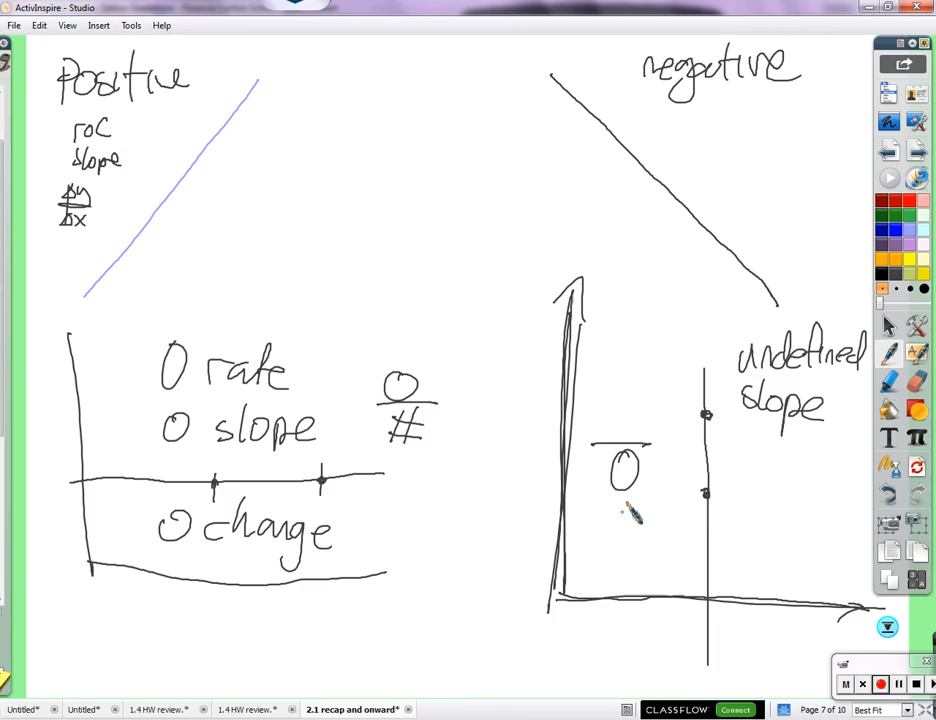 ActivInspire - Studio
File Edit View Insert Tools Help
Positive
roC
slope
Δy
Δx
negative
0 rate
0 slope
0
#
0 change
undefined
slope
0
T π
M
Untitled* Untitled* 1.4 HW review.* 1.4 HW review.* 2.1 recap and onward*
CLASSFLOW Connect
Page 7 of 10 Best Fit